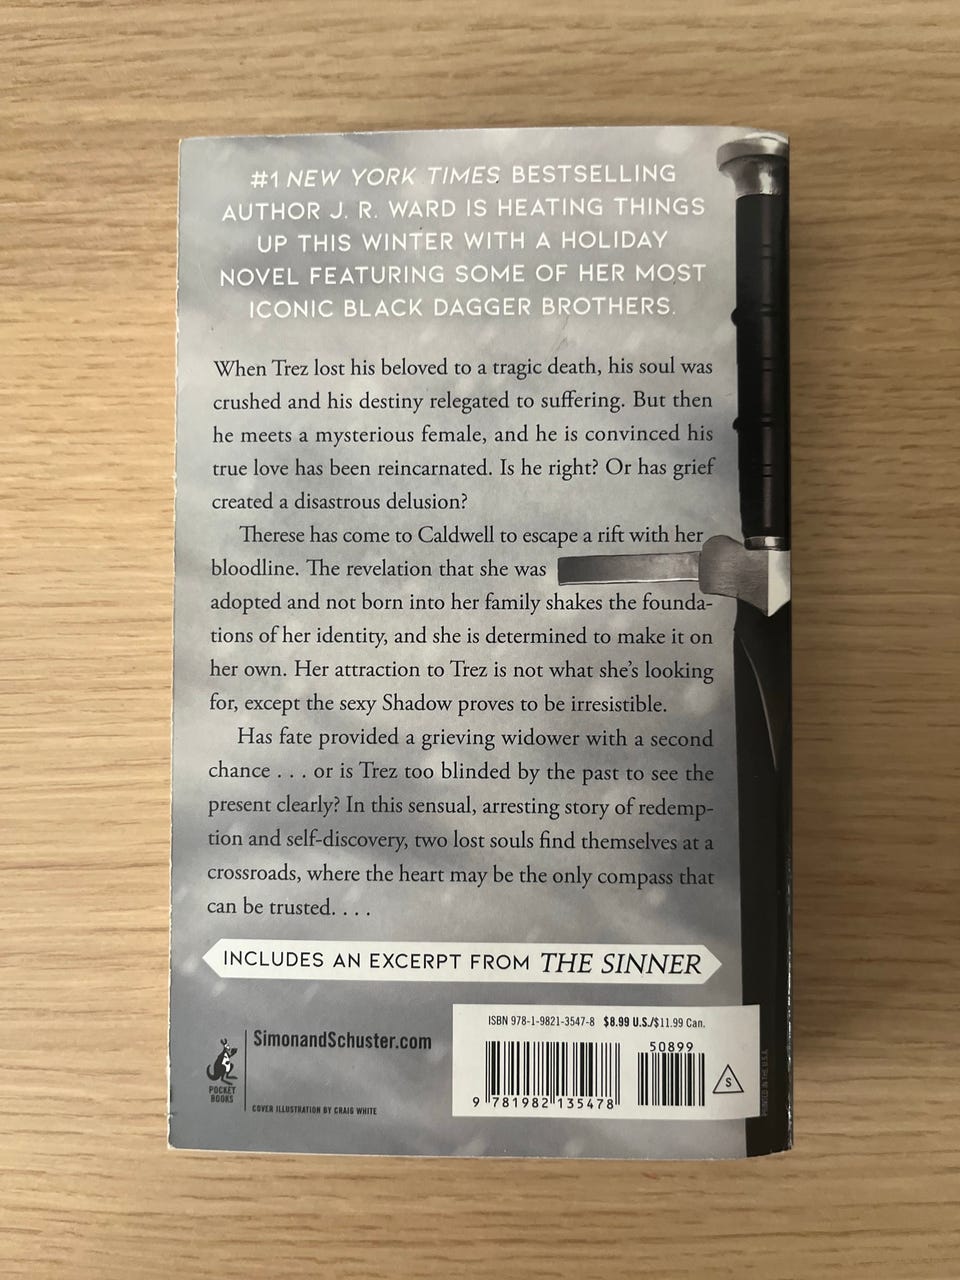 #1 NEW YORK TIMES BESTSELLING
AUTHOR J. R. WARD IS HEATING THINGS
UP THIS WINTER WITH A HOLIDAY
NOVEL FEATURING SOME OF HER MOST
ICONIC BLACK DAGGER BROTHERS.
When Trez lost his beloved to a tragic death, his soul was
crushed and his destiny relegated to suffering. But then
he meets a mysterious female, and he is convinced his
true love has been reincarnated. Is he right? Or has grief
created a disastrous delusion?
Therese has come to Caldwell to escape a rift with her
bloodline. The revelation that she was
adopted and not born into her family shakes the founda-
tions of her identity, and she is determined to make it on
her own. Her attraction to Trez is not what she’s looking
for, except the sexy Shadow proves to be irresistible.
Has fate provided a grieving widower with a second
chance . . . or is Trez too blinded by the past to see the
present clearly? In this sensual, arresting story of redemp-
tion and self-discovery, two lost souls find themselves at a
crossroads, where the heart may be the only compass that
can be trusted. . . .
INCLUDES AN EXCERPT FROM THE SINNER
SimonandSchuster.com
POCKET
BOOKS
COVER ILLUSTRATION BY CRAIG WHITE
ISBN 978-1-9821-3547-8 $8.99 U.S./$11.99 Can.
50899
9 781982 135478
S
PRINTED IN THE U.S.A.